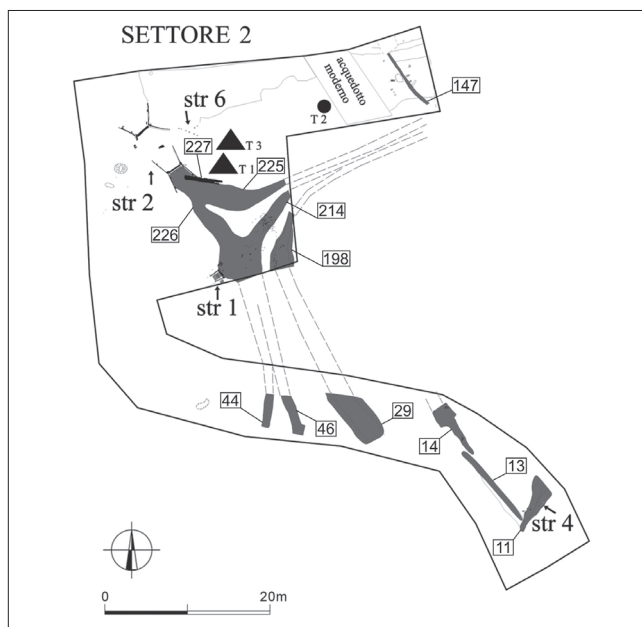 SETTORE 2
acquedotto
moderno
147
str 6
T 2
T 3
227
225
T 1
str 2
214
226
198
str 1
44
46
29
14
13
str 4
11
0
20m